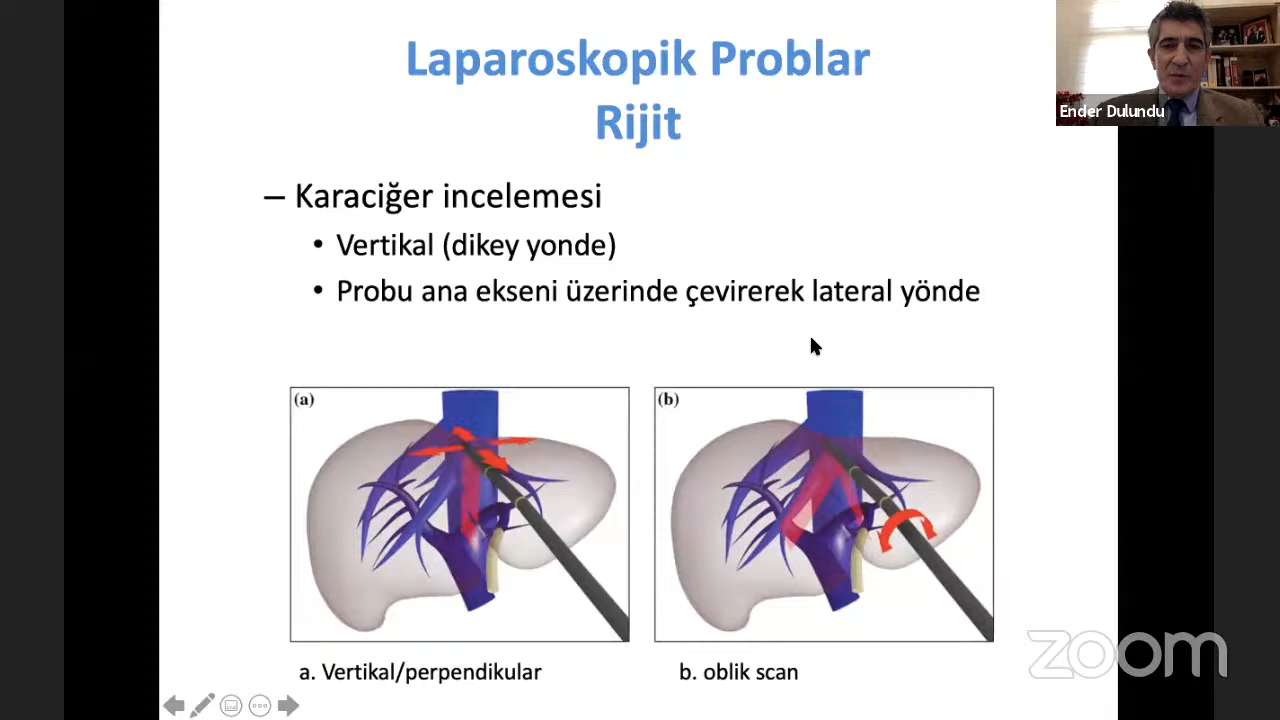 Laparoskopik Problar
Rijit
Ender Dulundu
– Karaciğer incelemesi
• Vertikal (dikey yonde)
• Probu ana ekseni üzerinde çevirerek lateral yönde
(a)
(b)
a. Vertikal/perpendikular
b. oblik scan
zoom